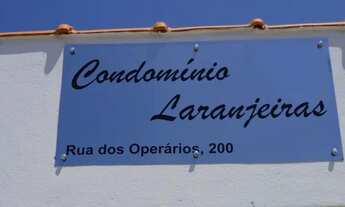 Condomínio
Laranjeiras
Rua dos Operários, 200